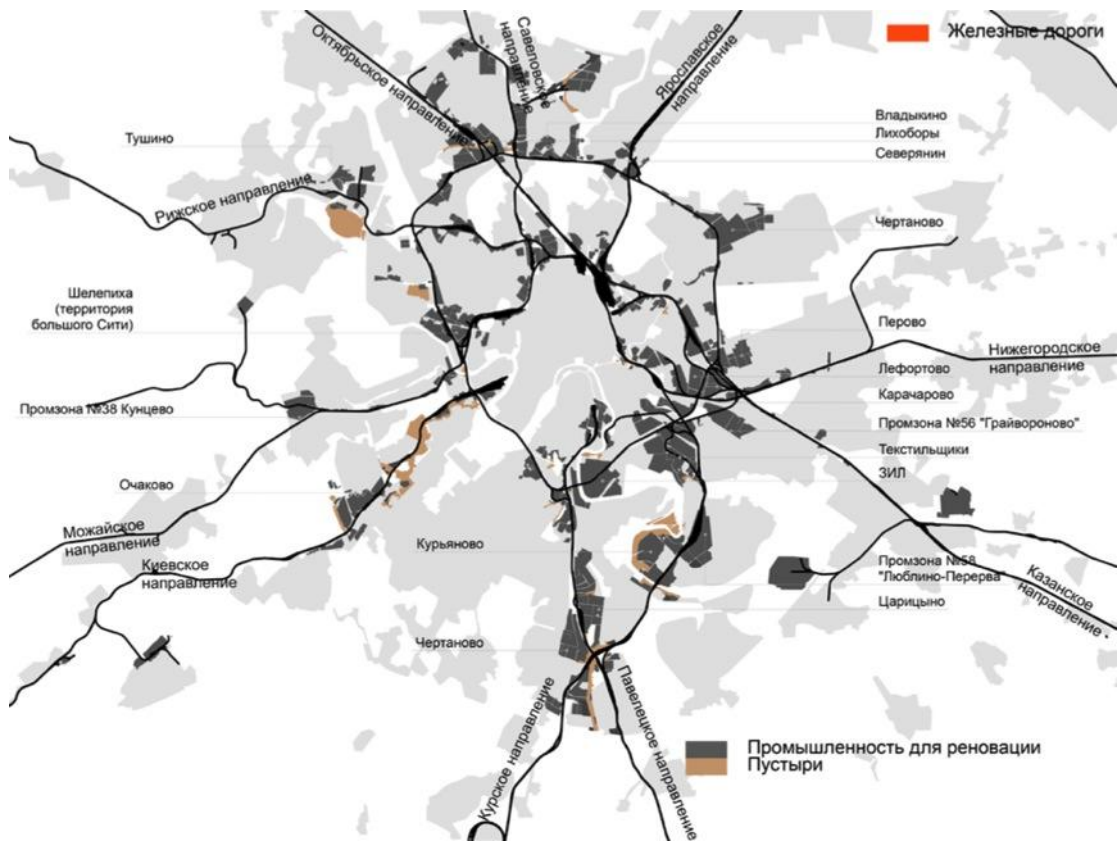 Железные дороги
Октябрьское направление
Савеловское
направление
Ярославское
направление
Тушино
Владыкино
Лихоборы
Северянин
Рижское направление
Чертаново
Шелепиха
(территория
большого Сити)
Перово
Нижегородское
направление
Лефортово
Карачарово
Промзона №38 Кунцево
Промзона №56 "Грайвороново"
Текстильщики
ЗИЛ
Очаково
Можайское
направление
Курьяново
Киевское
направление
Промзона №58
"Люблино-Перерва"
Казанское
направление
Царицыно
Чертаново
Курское направление
Павелецкое направление
Промышленность для реновации
Пустыри